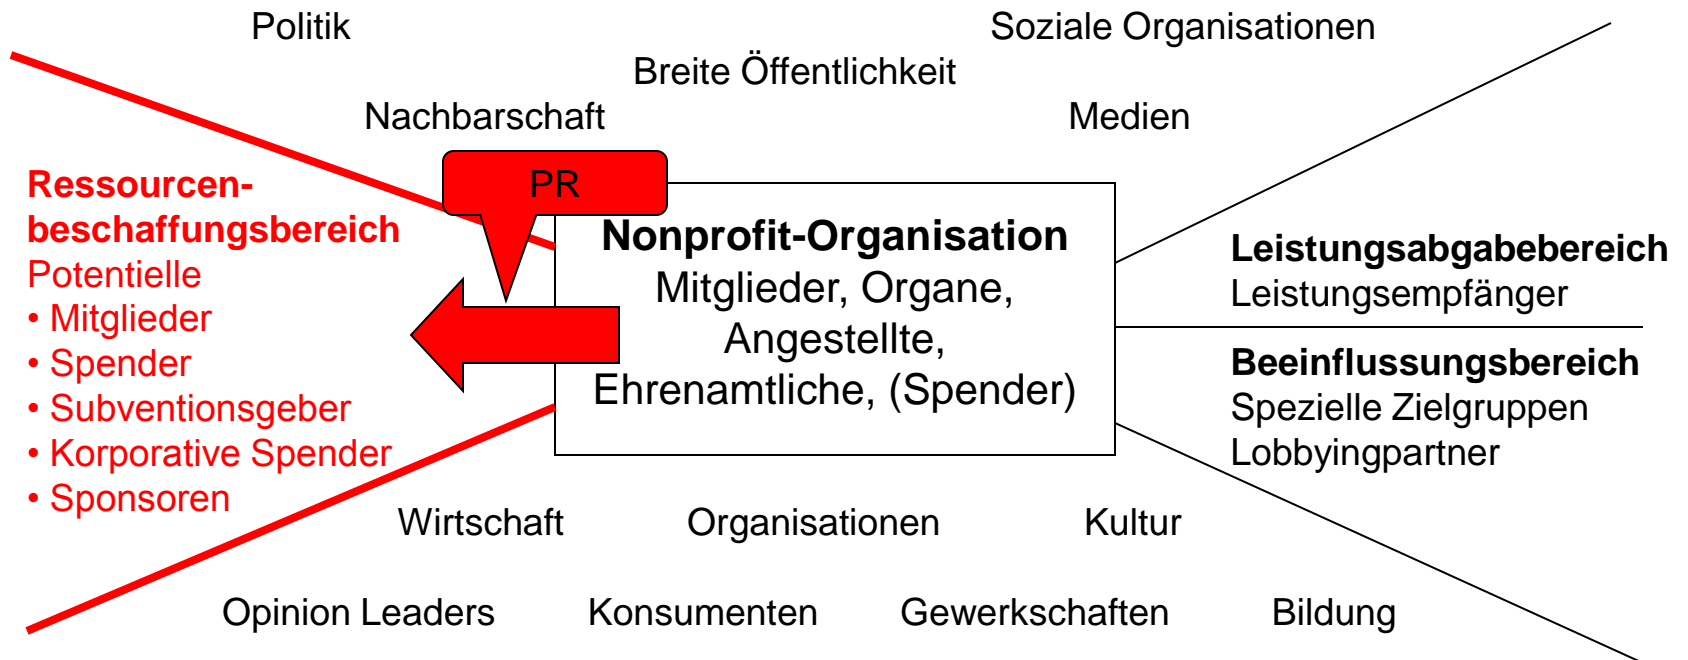 Politik
Soziale Organisationen
Breite Öffentlichkeit
Nachbarschaft
Medien
PR
Ressourcen-
beschaffungsbereich
Potentielle
• Mitglieder
• Spender
• Subventionsgeber
• Korporative Spender
• Sponsoren
Nonprofit-Organisation
Mitglieder, Organe,
Angestellte,
Ehrenamtliche, (Spender)
Leistungsabgabebereich
Leistungsempfänger
Beeinflussungsbereich
Spezielle Zielgruppen
Lobbyingpartner
Wirtschaft
Organisationen
Kultur
Opinion Leaders
Konsumenten
Gewerkschaften
Bildung